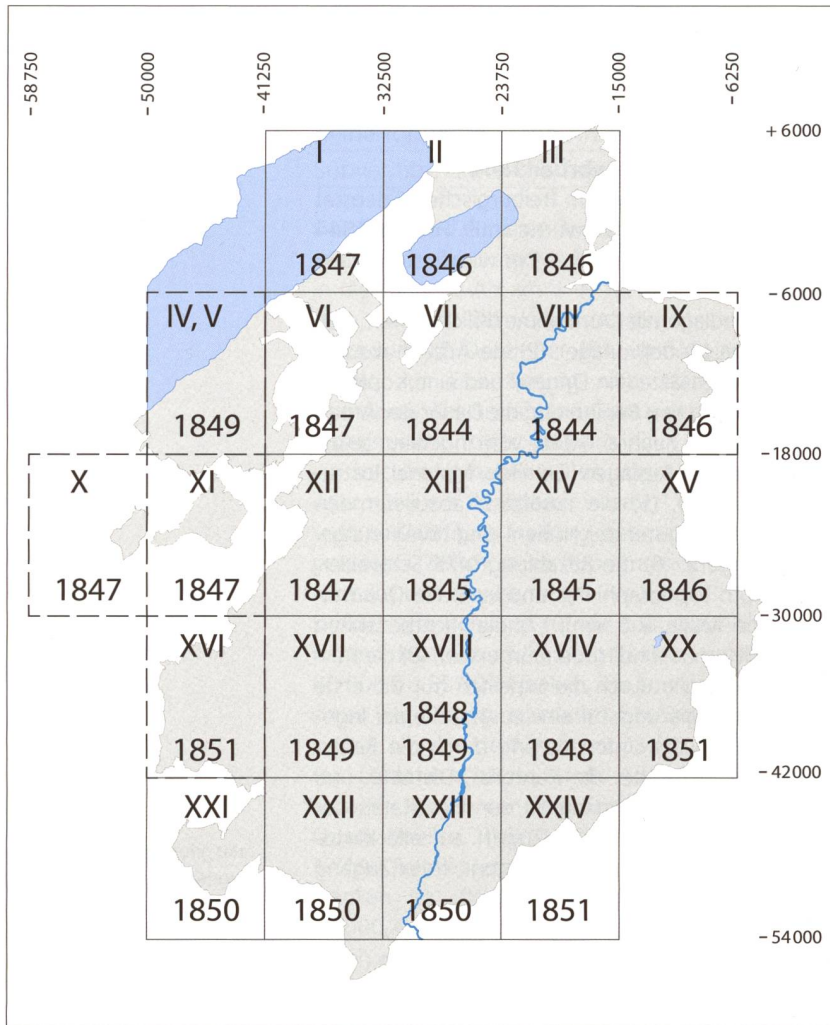 - 58750
- 50000
- 41250
- 32500
- 23750
- 15000
- 6250
+ 6000
I II III
1847 1846 1846
- 6000
IV, V VI VII VIII IX
1849 1847 1844 1844 1846
- 18000
X XI XII XIII XIV XV
1847 1847 1847 1845 1845 1846
- 30000
XVI XVII XVIII XVIV XX
1848
1851 1849 1849 1848 1851
- 42000
XXI XXII XXIII XXIV
1850 1850 1850 1851
- 54000